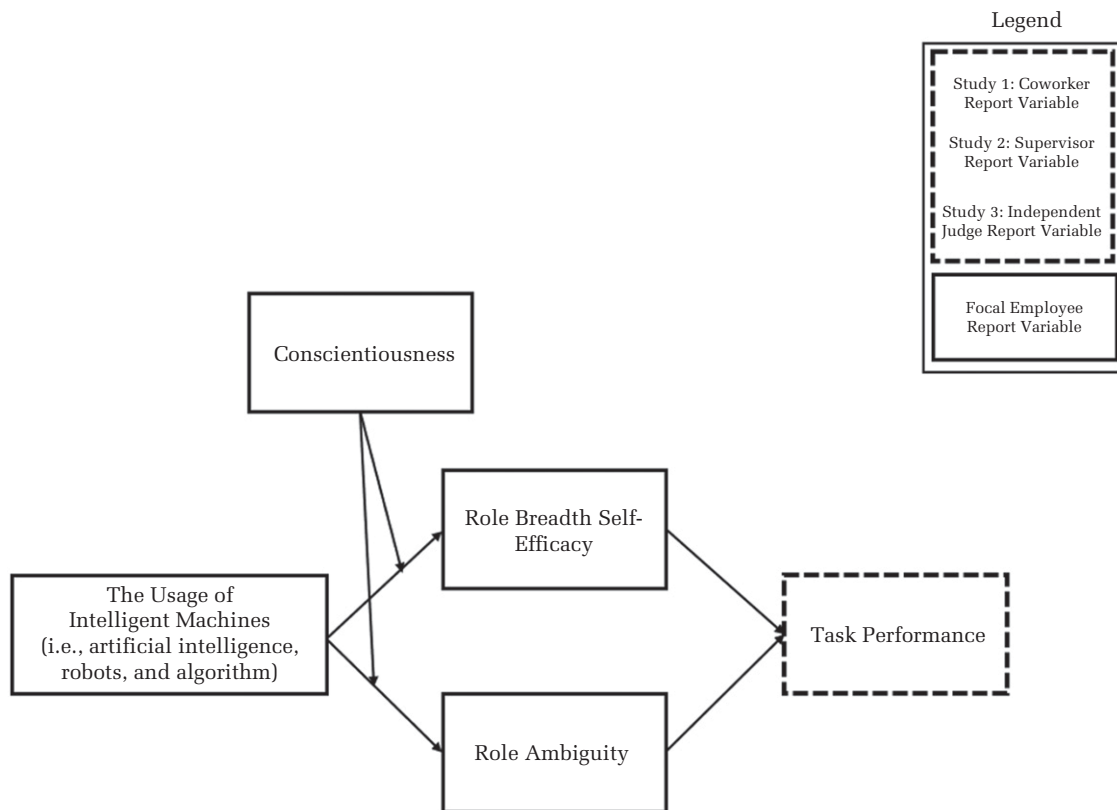 Legend
Study 1: Coworker
Report Variable
Study 2: Supervisor
Report Variable
Study 3: Independent
Judge Report Variable
Focal Employee
Report Variable
Conscientiousness
Role Breadth Self-
Efficacy
The Usage of
Intelligent Machines
(i.e., artificial intelligence,
robots, and algorithm)
Task Performance
Role Ambiguity